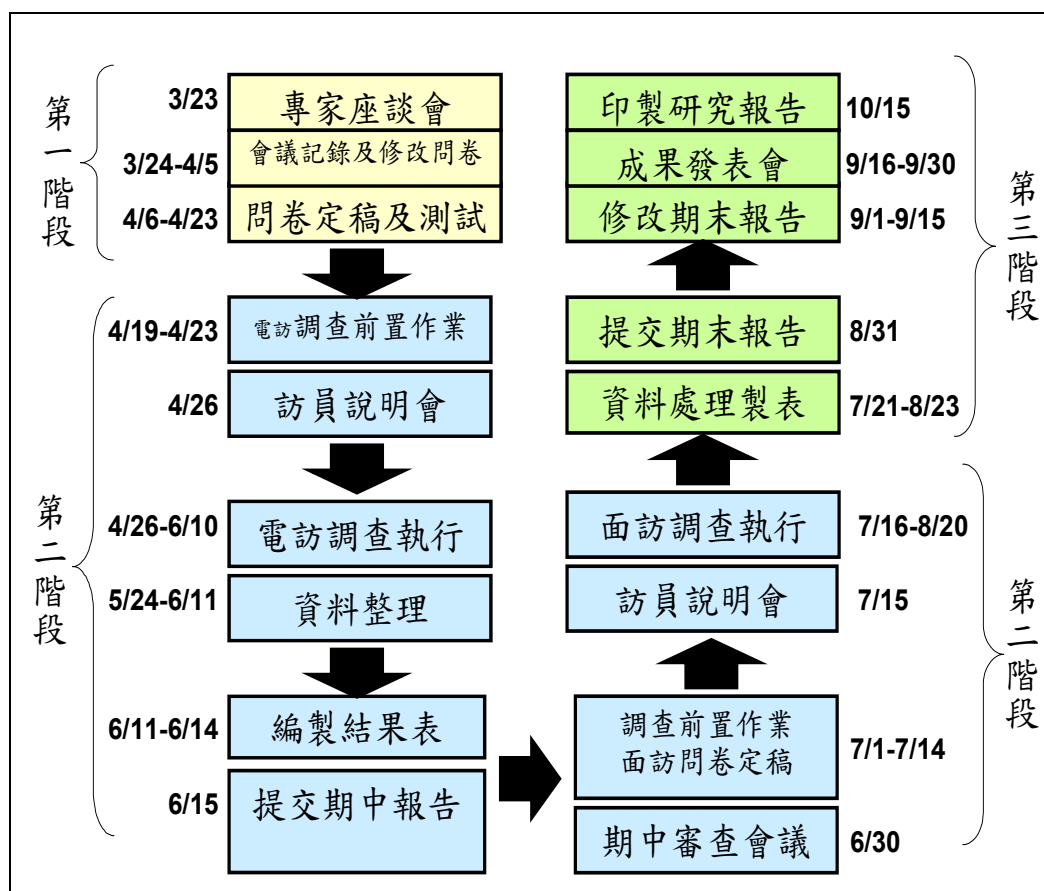 第一階段
3/23
專家座談會
3/24-4/5
會議記錄及修改問卷
4/6-4/23
問卷定稿及測試
第二階段
4/19-4/23
電訪調查前置作業
4/26
訪員說明會
4/26-6/10
電訪調查執行
5/24-6/11
資料整理
6/11-6/14
編製結果表
6/15
提交期中報告
印製研究報告
10/15
成果發表會
9/16-9/30
修改期末報告
9/1-9/15
第三階段
提交期末報告
8/31
資料處理製表
7/21-8/23
面訪調查執行
7/16-8/20
訪員說明會
7/15
第二階段
調查前置作業
面訪問卷定稿
7/1-7/14
期中審查會議
6/30